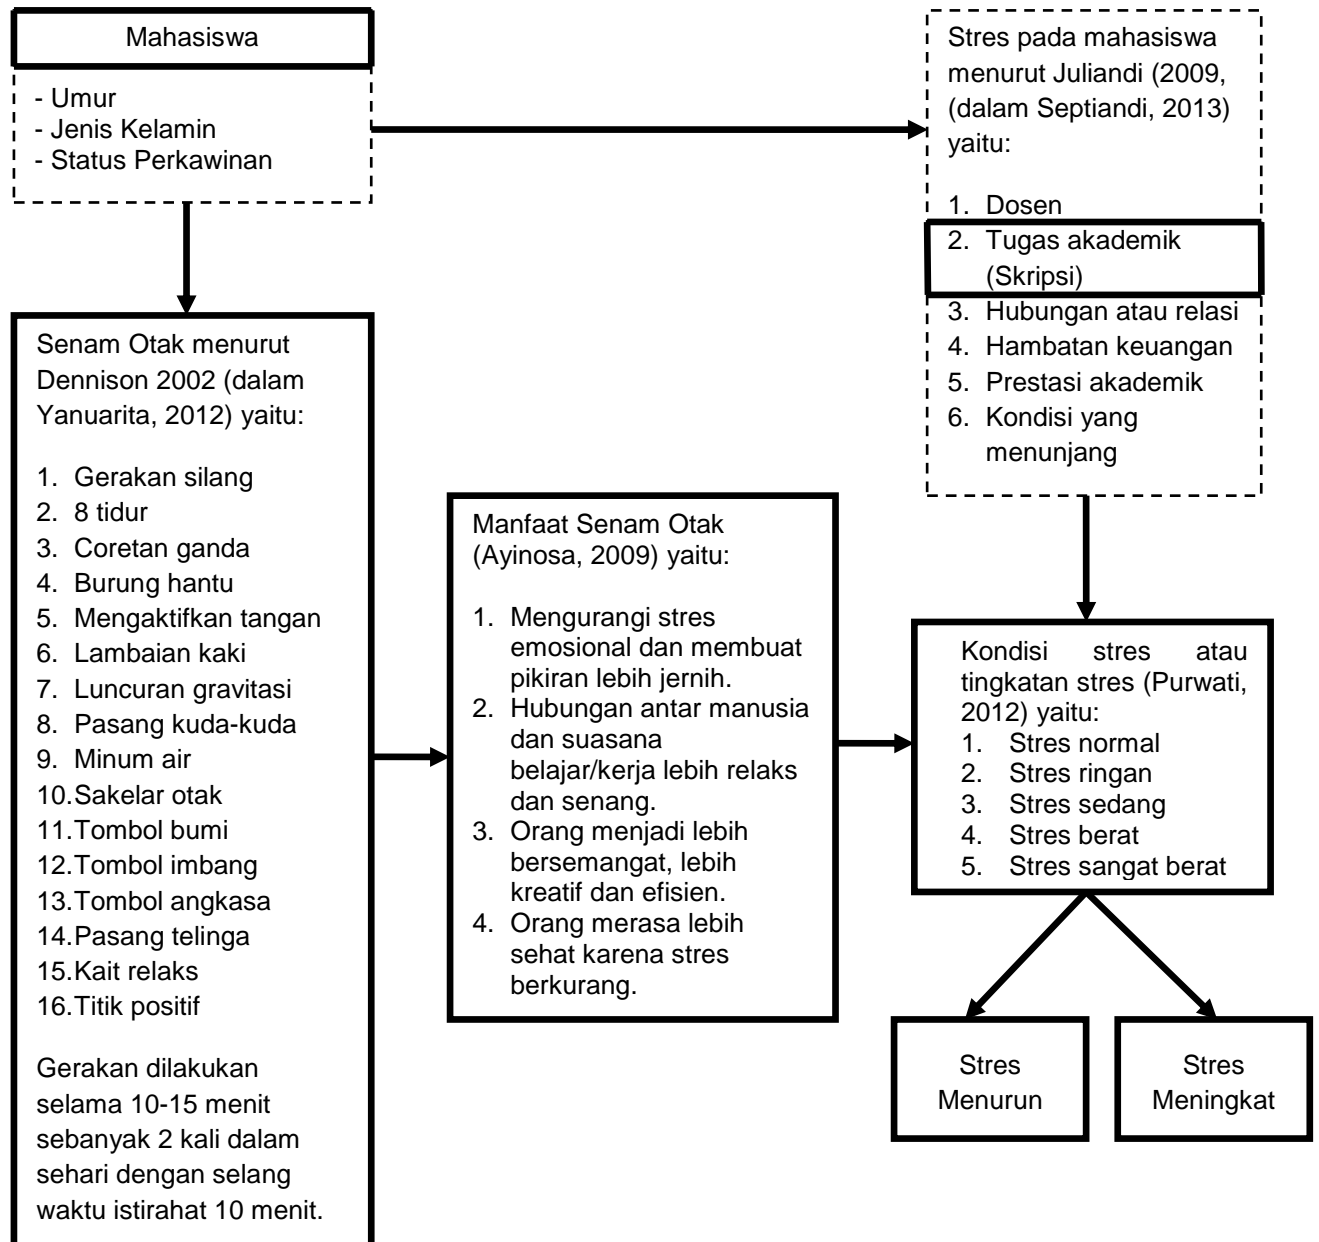 Mahasiswa
- Umur
- Jenis Kelamin
- Status Perkawinan
Stres pada mahasiswa
menurut Juliandi (2009,
(dalam Septiandi, 2013)
yaitu:
1. Dosen
2. Tugas akademik
(Skripsi)
3. Hubungan atau relasi
4. Hambatan keuangan
5. Prestasi akademik
6. Kondisi yang
menunjang
Senam Otak menurut
Dennison 2002 (dalam
Yanuarita, 2012) yaitu:
1. Gerakan silang
2. 8 tidur
3. Coretan ganda
4. Burung hantu
5. Mengaktifkan tangan
6. Lambaian kaki
7. Luncuran gravitasi
8. Pasang kuda-kuda
9. Minum air
10.Sakelar otak
11.Tombol bumi
12.Tombol imbang
13.Tombol angkasa
14.Pasang telinga
15.Kait relaks
16.Titik positif
Gerakan dilakukan
selama 10-15 menit
sebanyak 2 kali dalam
sehari dengan selang
waktu istirahat 10 menit.
Manfaat Senam Otak
(Ayinosa, 2009) yaitu:
1. Mengurangi stres
emosional dan membuat
pikiran lebih jernih.
2. Hubungan antar manusia
dan suasana
belajar/kerja lebih relaks
dan senang.
3. Orang menjadi lebih
bersemangat, lebih
kreatif dan efisien.
4. Orang merasa lebih
sehat karena stres
berkurang.
Kondisi stres atau
tingkatan stres (Purwati,
2012) yaitu:
1. Stres normal
2. Stres ringan
3. Stres sedang
4. Stres berat
5. Stres sangat berat
Stres
Menurun
Stres
Meningkat